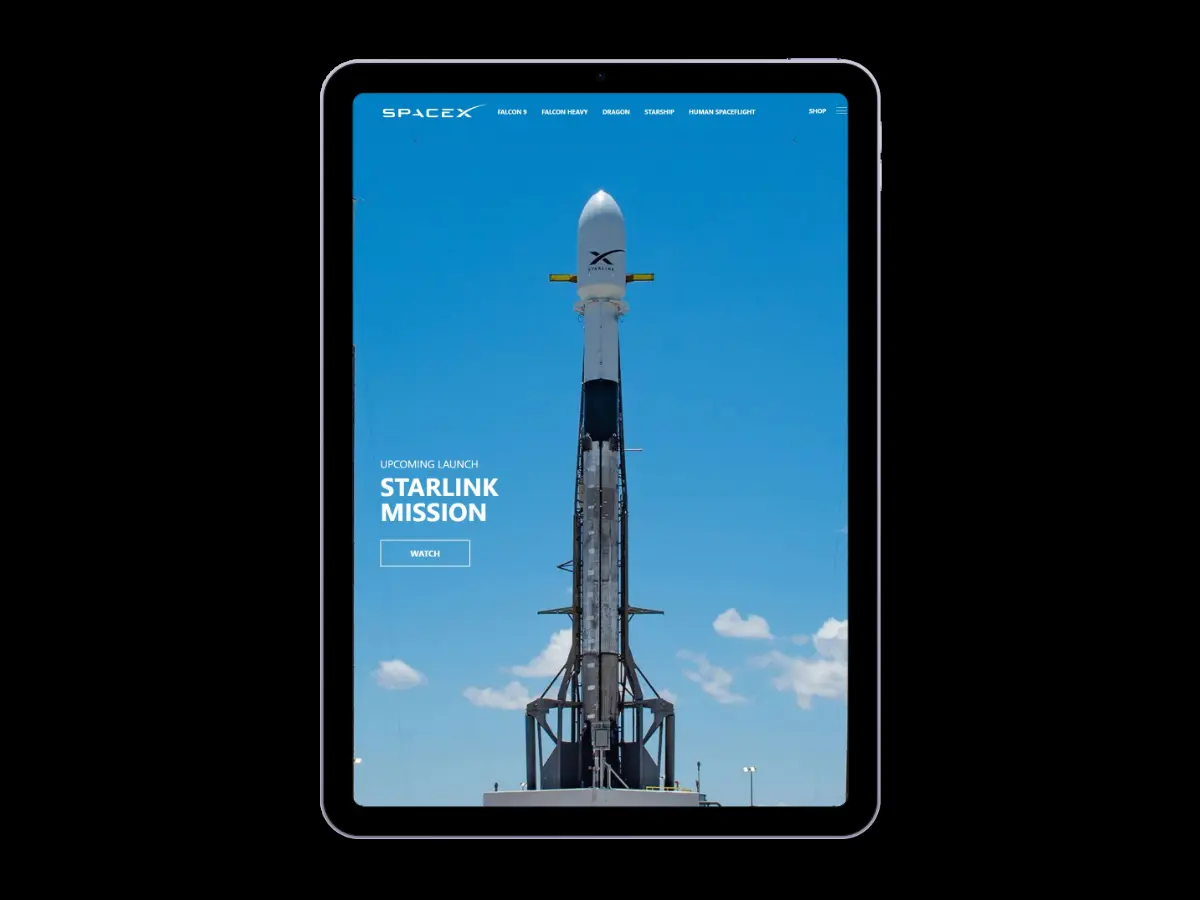 SPACEX FALCON 9 FALCON HEAVY DRAGON STARSHIP HUMAN SPACEFLIGHT SHOP
STARLINK
UPCOMING LAUNCH
STARLINK
MISSION
WATCH